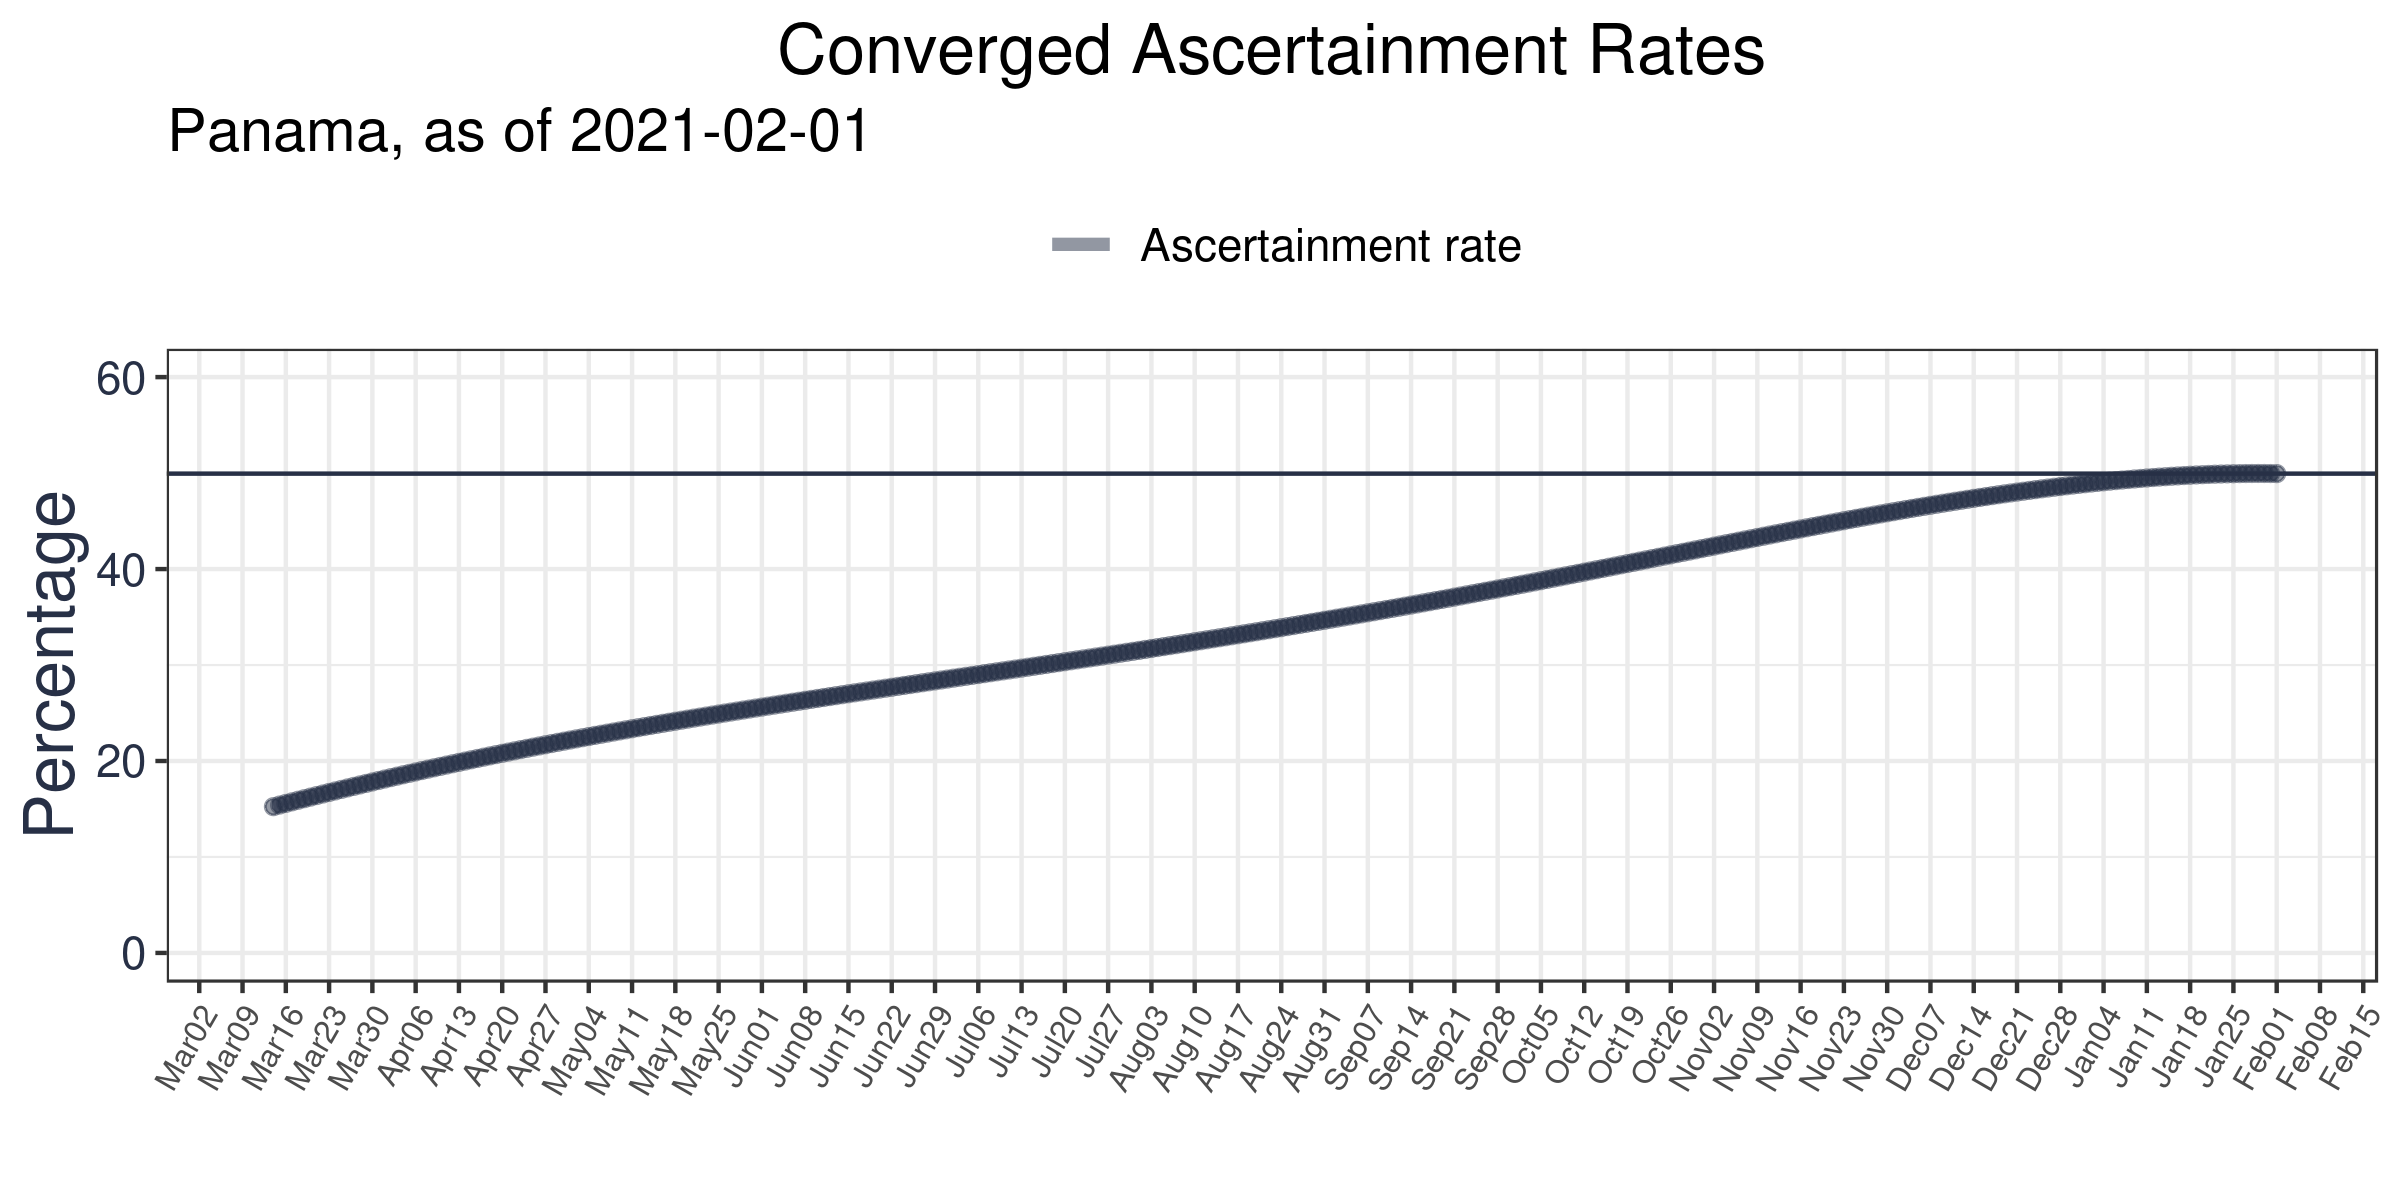 Converged Ascertainment Rates
Panama, as of 2021-02-01
Ascertainment rate
Percentage
60
40
20
0
Mar02 Mar09 Mar16 Mar23 Mar30 Apr06 Apr13 Apr20 Apr27 May04 May11 May18 May25 Jun01 Jun08 Jun15 Jun22 Jun29 Jul06 Jul13 Jul20 Jul27 Aug03 Aug10 Aug17 Aug24 Aug31 Sep07 Sep14 Sep21 Sep28 Oct05 Oct12 Oct19 Oct26 Nov02 Nov09 Nov16 Nov23 Nov30 Dec07 Dec14 Dec21 Dec28 Jan04 Jan11 Jan18 Jan25 Feb01 Feb08 Feb15